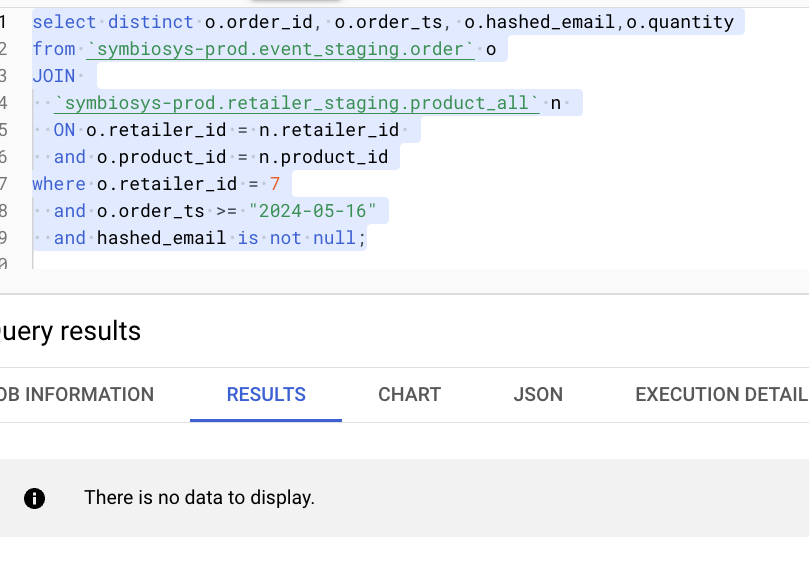 1 select distinct o.order_id, o.order_ts, o.hashed_email,o.quantity
2 from `symbiosys-prod.event_staging.order` o
3 JOIN
4 `symbiosys-prod.retailer_staging.product_all` n
5 ON o.retailer_id = n.retailer_id
6 and o.product_id = n.product_id
7 where o.retailer_id = 7
8 and o.order_ts >= "2024-05-16"
9 and hashed_email is not null;
0
uery results
OB INFORMATION RESULTS CHART JSON EXECUTION DETAIL
There is no data to display.